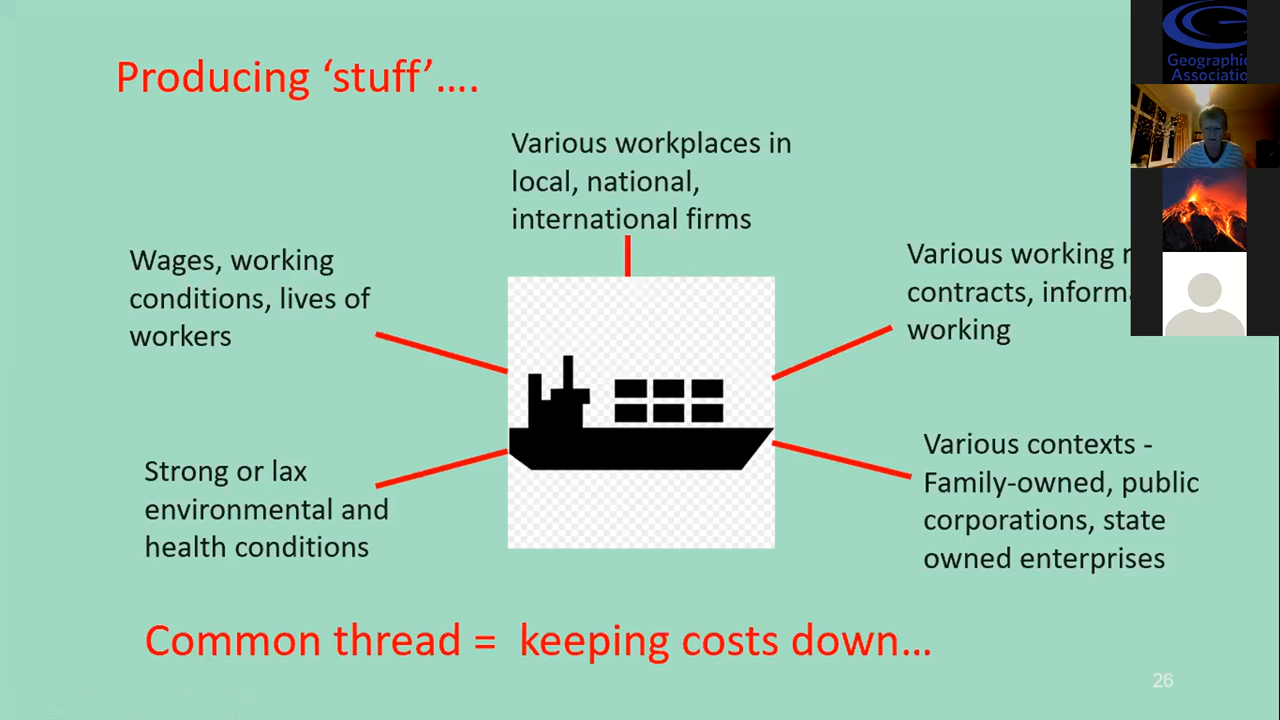 Producing ‘stuff’....
Various workplaces in
local, national,
international firms
Wages, working
conditions, lives of
workers
Various working
contracts,
working
Strong or lax
environmental and
health conditions
Various contexts -
Family-owned, public
corporations, state
owned enterprises
Common thread = keeping costs down...
26